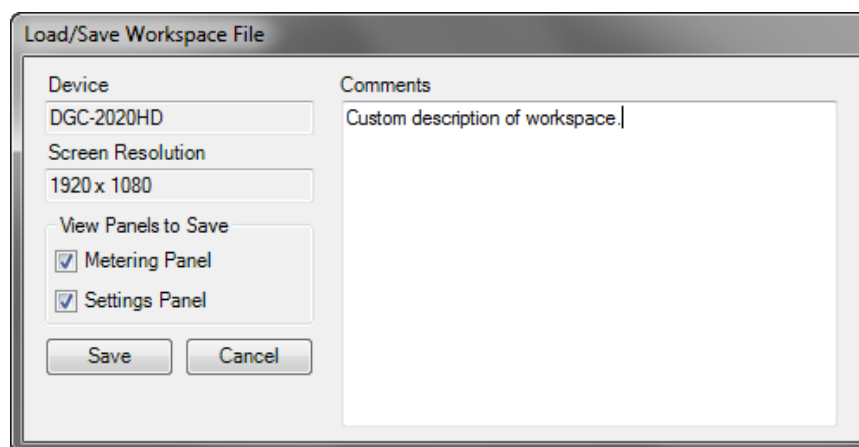 Load/Save Workspace File
Device
DGC-2020HD
Screen Resolution
1920 x 1080
View Panels to Save
Metering Panel
Settings Panel
Save
Cancel
Comments
Custom description of workspace.